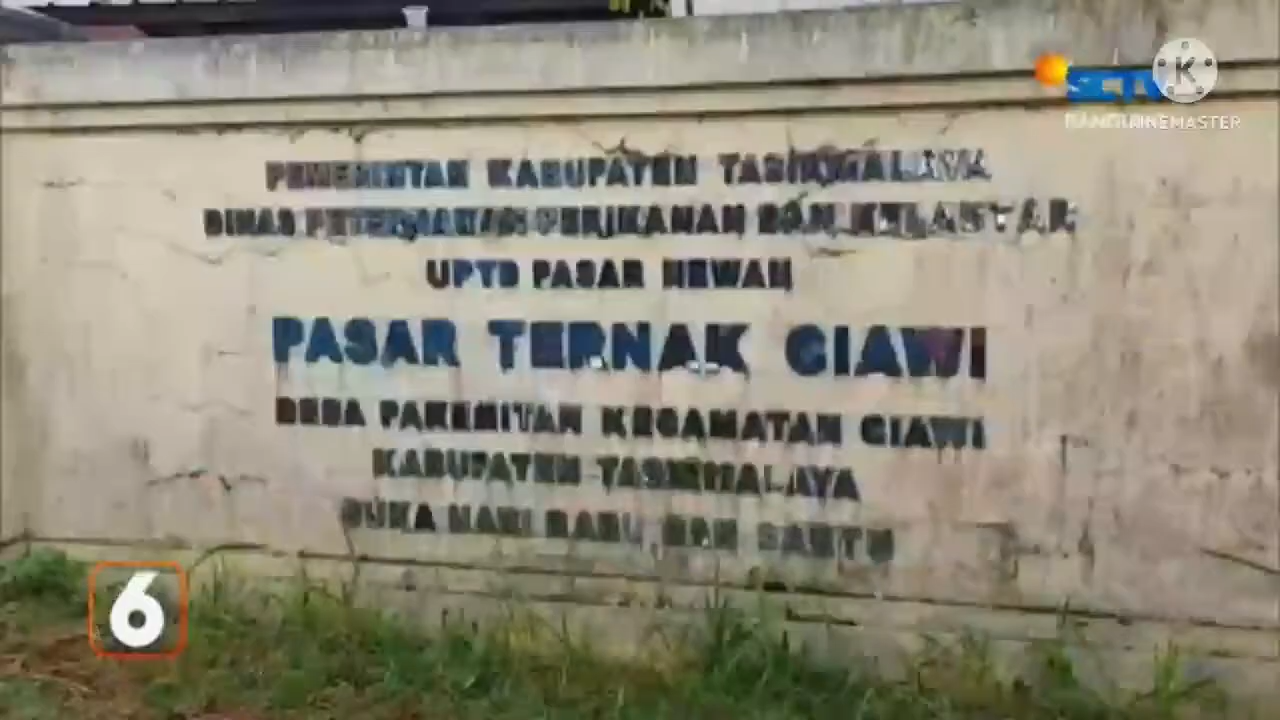 SCTV
K
KINEMASTER
PEMERINTAH KABUPATEN TASIKMALAYA
DINAS PETERNAKAN PERIKANAN DAN KELAUTAN
UPTD PASAR HEWAN
PASAR TERNAK CIAWI
DESA PAKEMITAN KECAMATAN CIAWI
KABUPATEN TASIKMALAYA
BUKA HARI RABU DAN SABTU
6